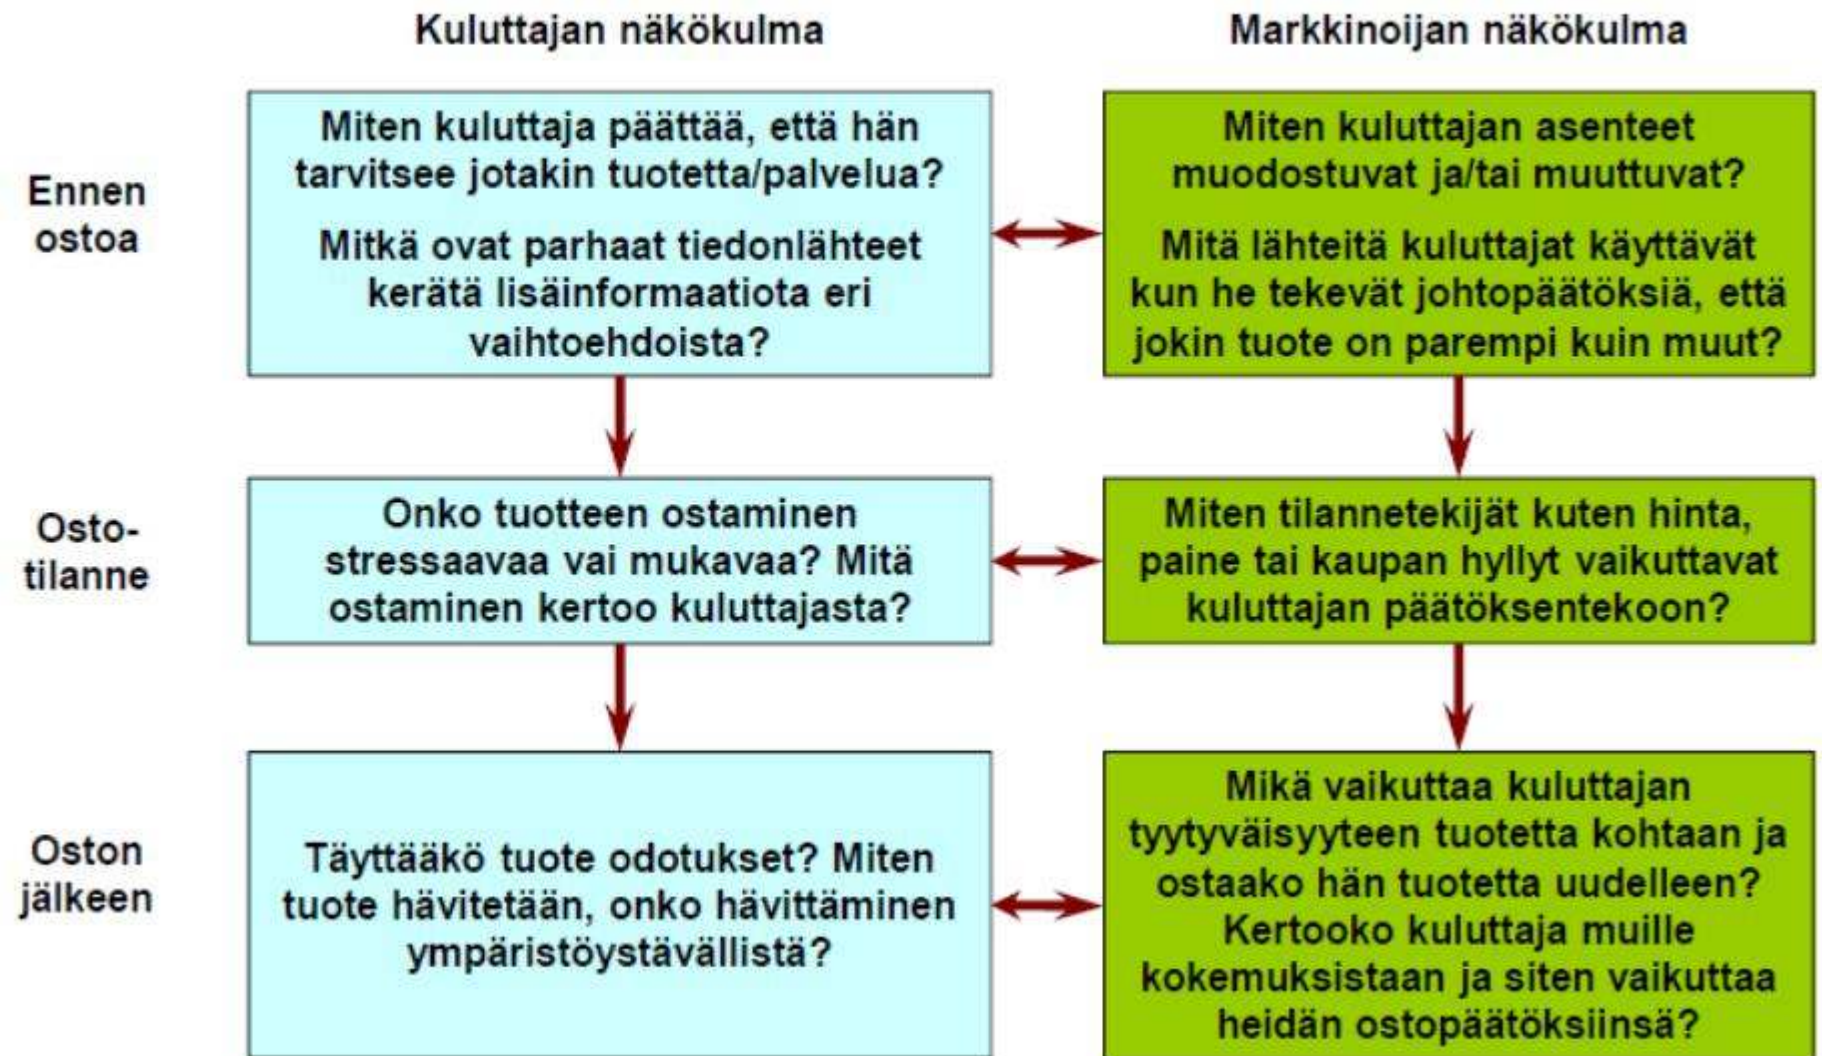 Kuluttajan näkökulma
Markkinoijan näkökulma
Ennen
ostoa
Miten kuluttaja päättää, että hän
tarvitsee jotakin tuotetta/palvelua?
Mitkä ovat parhaat tiedonlähteet
kerätä lisäinformaatiota eri
vaihtoehdoista?
Miten kuluttajan asenteet
muodostuvat ja/tai muuttuvat?
Mitä lähteitä kuluttajat käyttävät
kun he tekevät johtopäätöksiä, että
jokin tuote on parempi kuin muut?
Osto-
tilanne
Onko tuotteen ostaminen
stressaavaa vai mukavaa? Mitä
ostaminen kertoo kuluttajasta?
Miten tilannetekijät kuten hinta,
paine tai kaupan hyllyt vaikuttavat
kuluttajan päätöksentekoon?
Oston
jälkeen
Täyttääkö tuote odotukset? Miten
tuote hävitetään, onko hävittäminen
ympäristöystävällistä?
Mikä vaikuttaa kuluttajan
tyytyväisyyteen tuotetta kohtaan ja
ostaako hän tuotetta uudelleen?
Kertooko kuluttaja muille
kokemuksistaan ja siten vaikuttaa
heidän ostopäätöksiinsä?